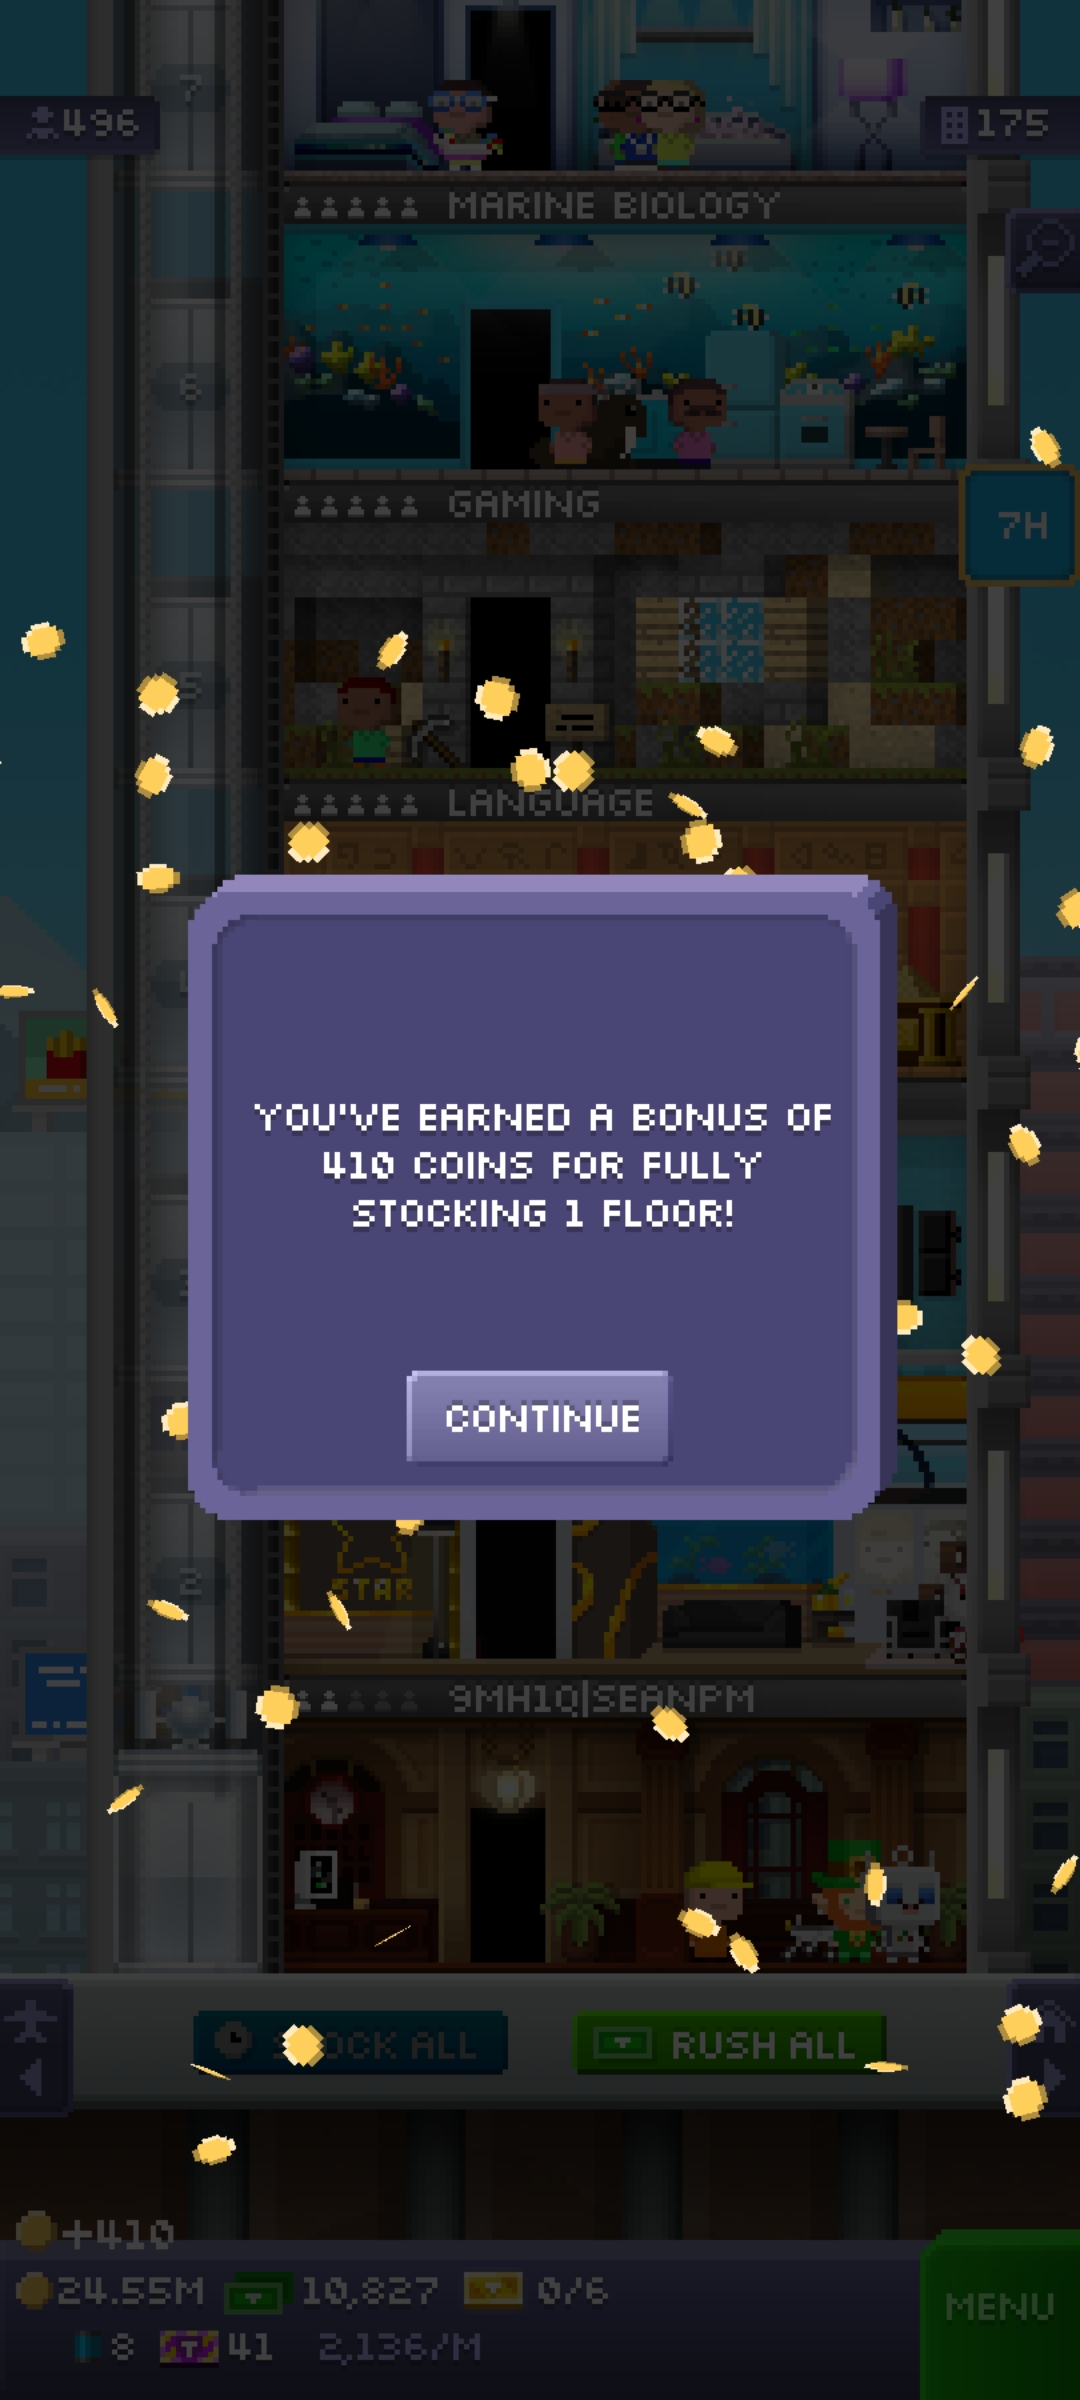 7
496
175
MARINE BIOLOGY
6
GAMING
7H
5
LANGUAGE
YOU'VE EARNED A BONUS OF
410 COINS FOR FULLY
STOCKING 1 FLOOR!
CONTINUE
STAR
2
9MH1Q|SEANPM
STOCK ALL
RUSH ALL
+410
24.55M 10,827 0/6
8 41 2,136/M
MENU